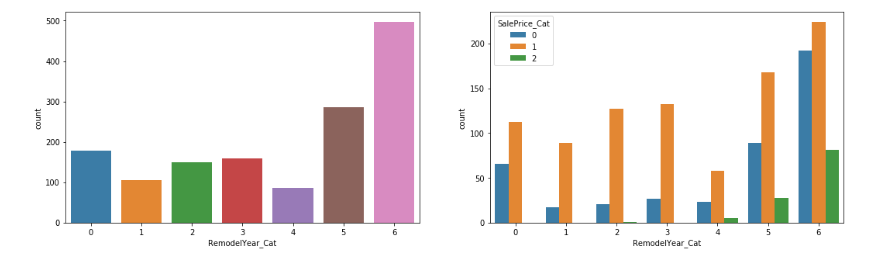 500
400
300
200
100
0
count
0 1 2 3 4 5 6
RemodelYear_Cat
200
150
100
50
0
count
SalePrice_Cat
0
1
2
0 1 2 3 4 5 6
RemodelYear_Cat